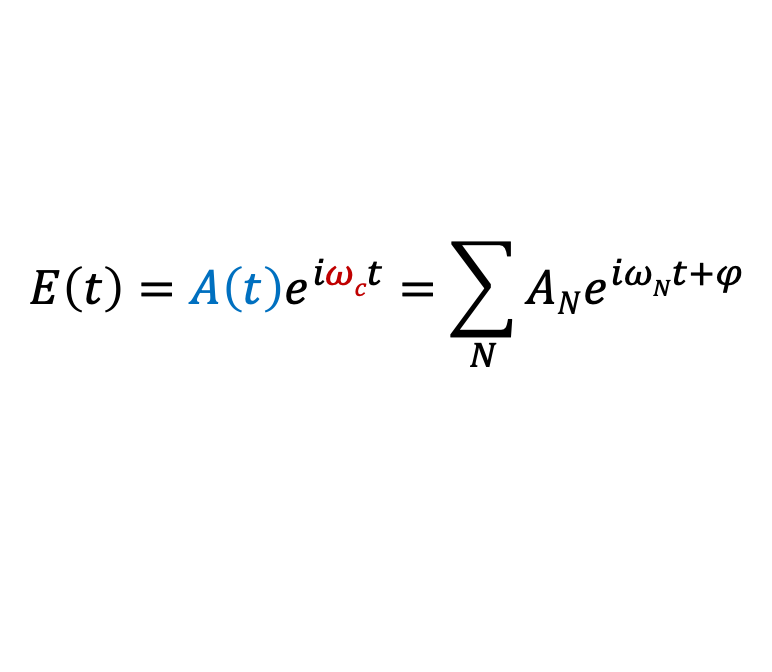 E(t) = A(t)e^{iω_c t} = ∑_N A_N e^{iω_N t+φ}